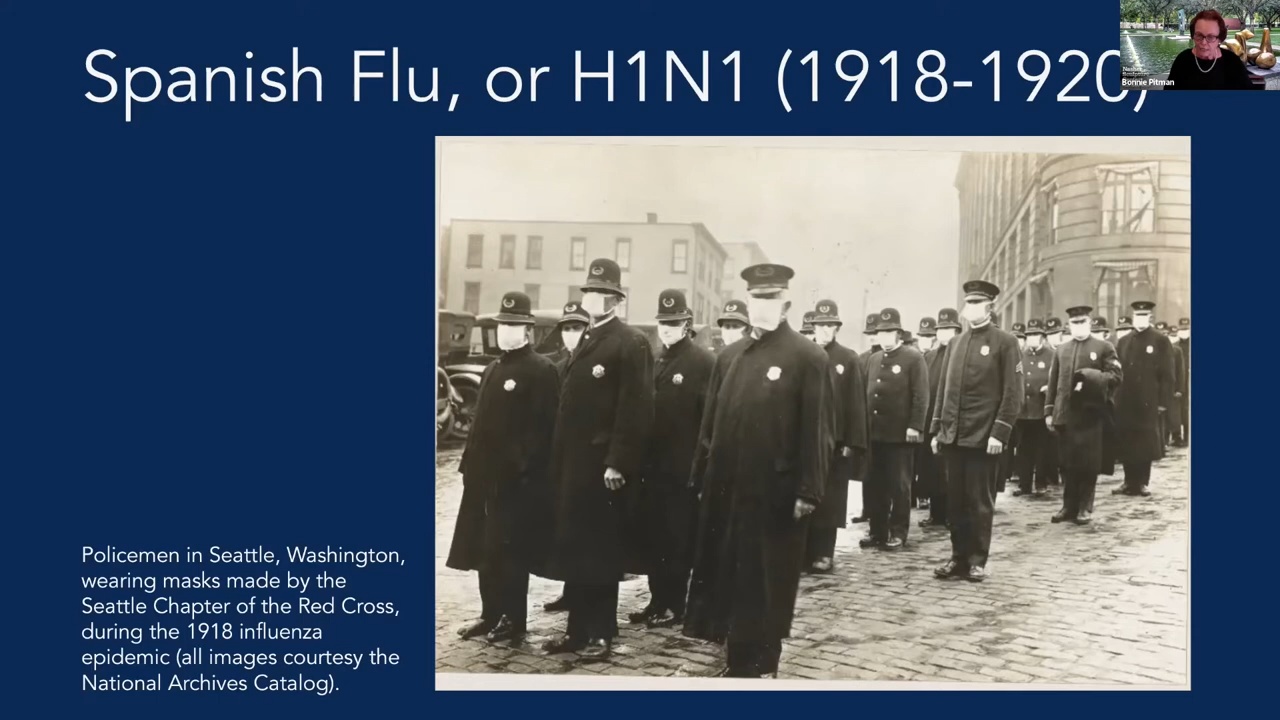 Spanish Flu, or H1N1 (1918-1920)
Bonnie Pitman
Policemen in Seattle, Washington,
wearing masks made by the
Seattle Chapter of the Red Cross,
during the 1918 influenza
epidemic (all images courtesy the
National Archives Catalog).